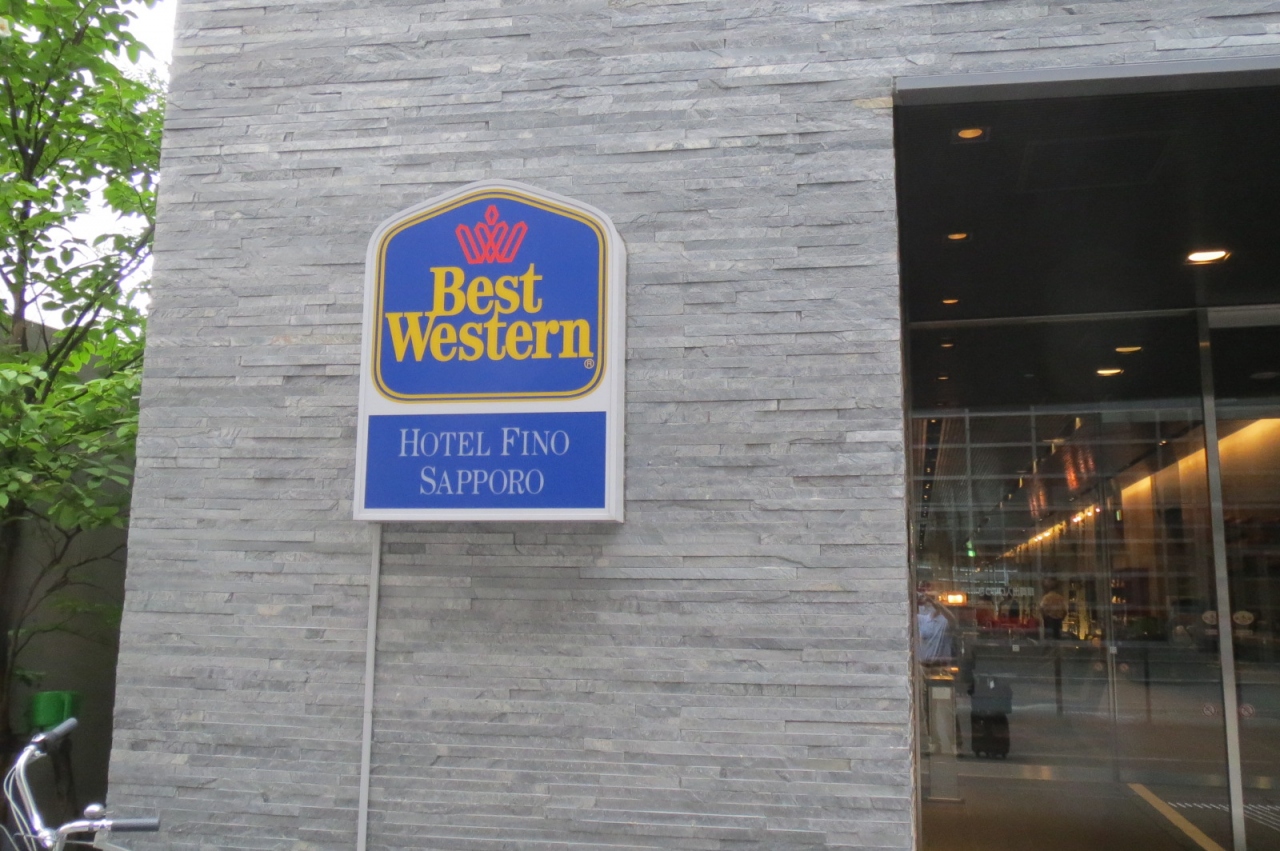 Best
Western
®
HOTEL FINO
SAPPORO